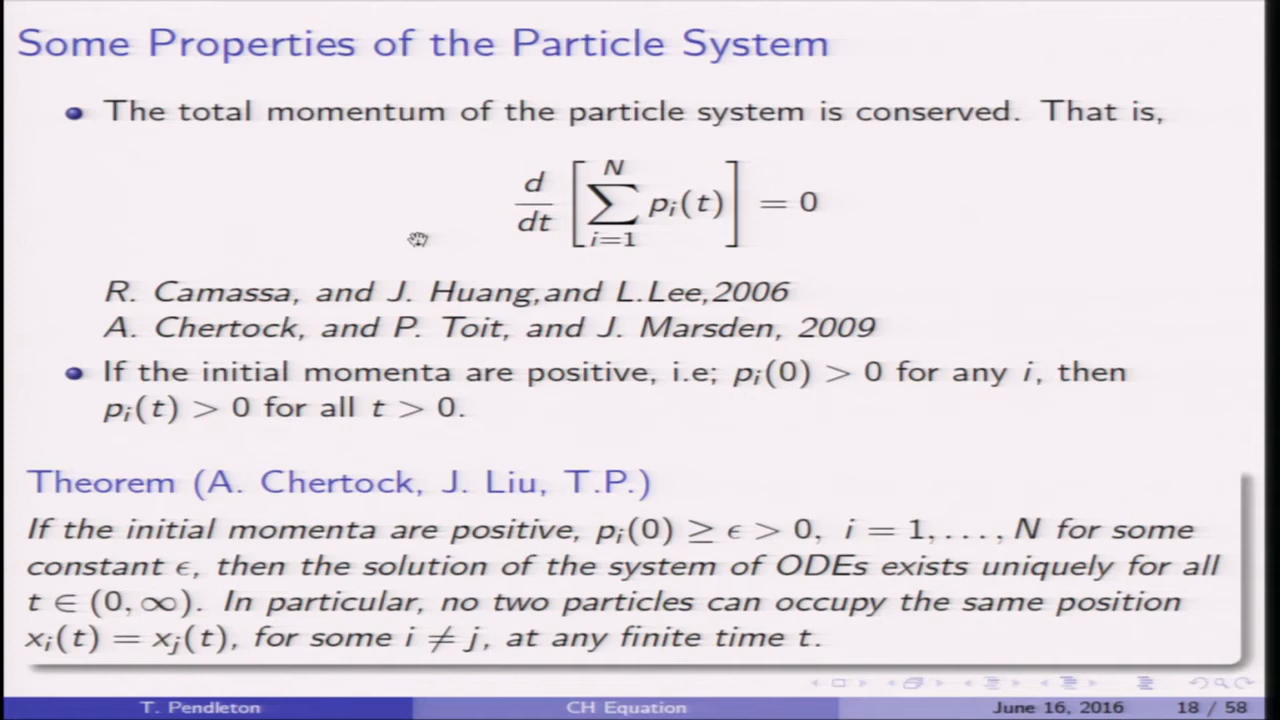 Some Properties of the Particle System
The total momentum of the particle system is conserved. That is,
d/dt [∑_{i=1}^{N} p_i(t)] = 0
R. Camassa, and J. Huang,and L.Lee,2006
A. Chertock, and P. Toit, and J. Marsden, 2009
If the initial momenta are positive, i.e; p_i(0) > 0 for any i, then
p_i(t) > 0 for all t > 0.
Theorem (A. Chertock, J. Liu, T.P.)
If the initial momenta are positive, p_i(0) ≥ ϵ > 0, i = 1, . . . , N for some
constant ϵ, then the solution of the system of ODEs exists uniquely for all
t ∈ (0, ∞). In particular, no two particles can occupy the same position
x_i(t) = x_j(t), for some i ≠ j, at any finite time t.
T. Pendleton CH Equation June 16, 2016 18 / 58